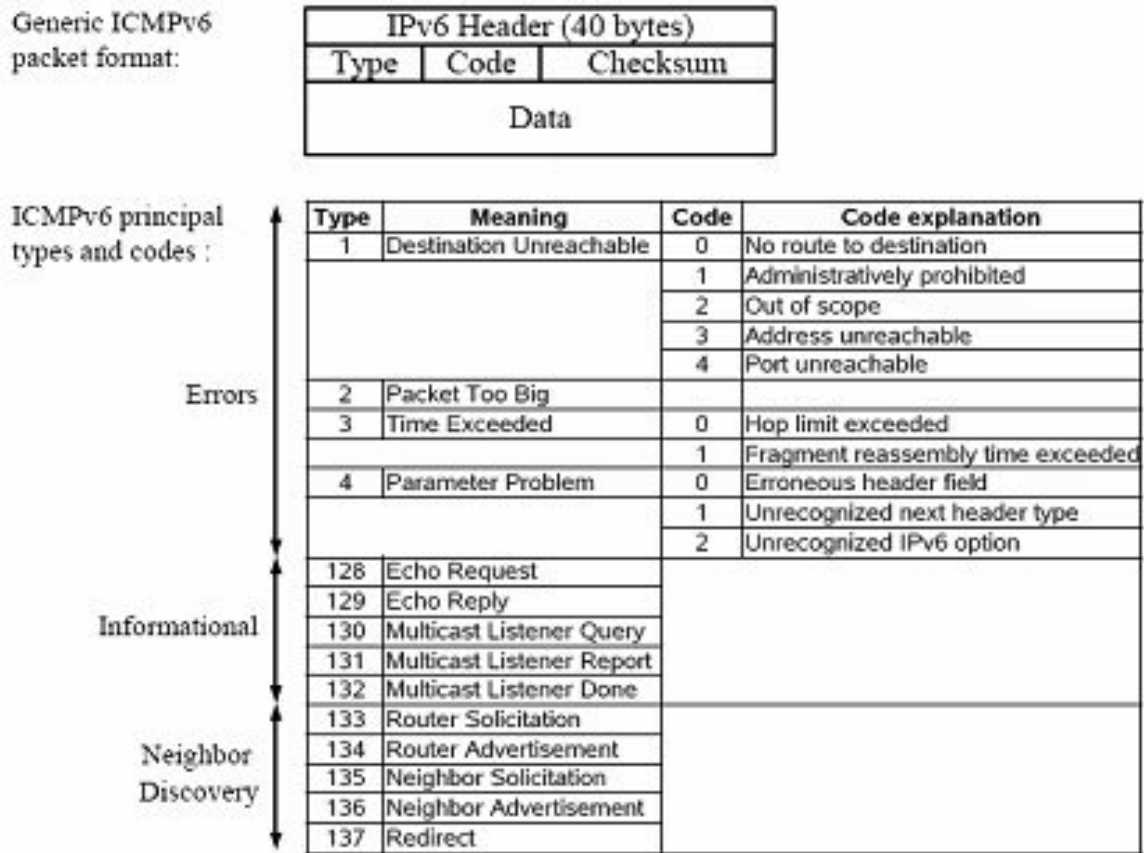 Generic ICMPv6
packet format:
IPv6 Header (40 bytes)
Type Code Checksum
Data
ICMPv6 principal
types and codes :
Type Meaning Code Code explanation
1 Destination Unreachable 0 No route to destination
1 Administratively prohibited
2 Out of scope
3 Address unreachable
4 Port unreachable
Errors
2 Packet Too Big
3 Time Exceeded 0 Hop limit exceeded
1 Fragment reassembly time exceeded
4 Parameter Problem 0 Erroneous header field
1 Unrecognized next header type
2 Unrecognized IPv6 option
128 Echo Request
129 Echo Reply
Informational
130 Multicast Listener Query
131 Multicast Listener Report
132 Multicast Listener Done
133 Router Solicitation
134 Router Advertisement
Neighbor
Discovery
135 Neighbor Solicitation
136 Neighbor Advertisement
137 Redirect